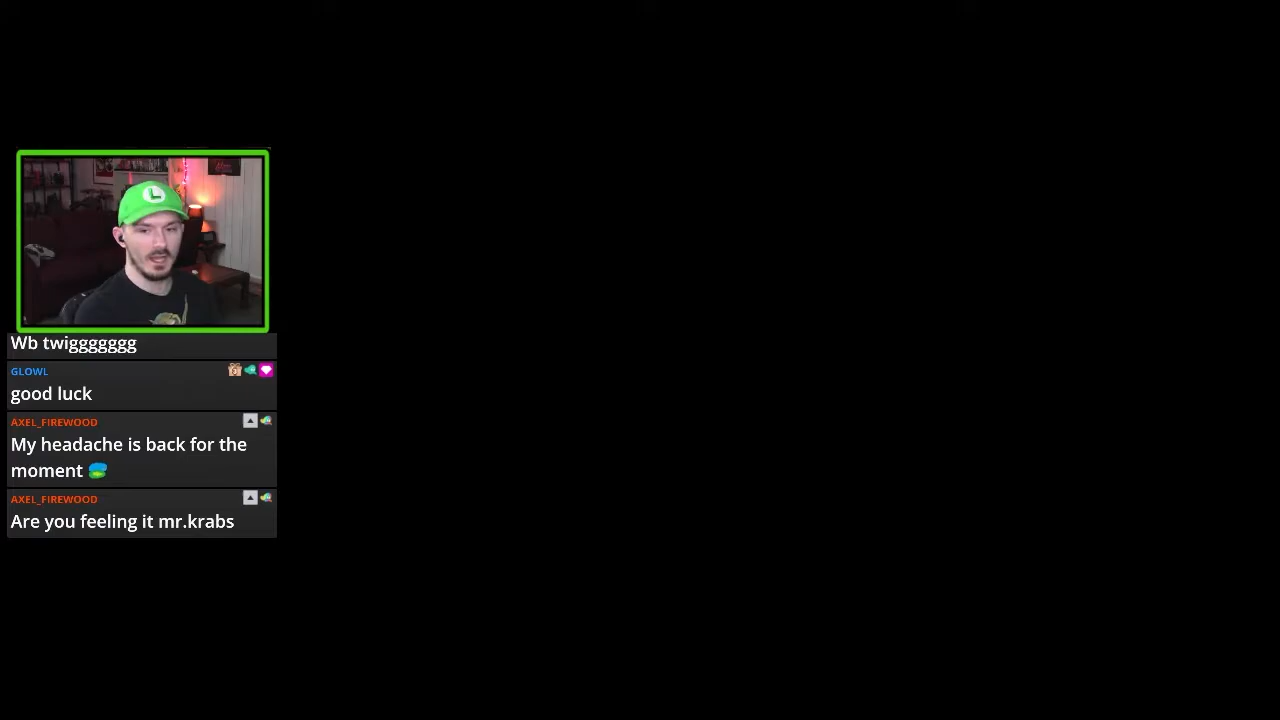 L
Wb twigggggggg
GLOWL
good luck
AXEL_FIREWOOD
My headache is back for the
moment
AXEL_FIREWOOD
Are you feeling it mr.krabs